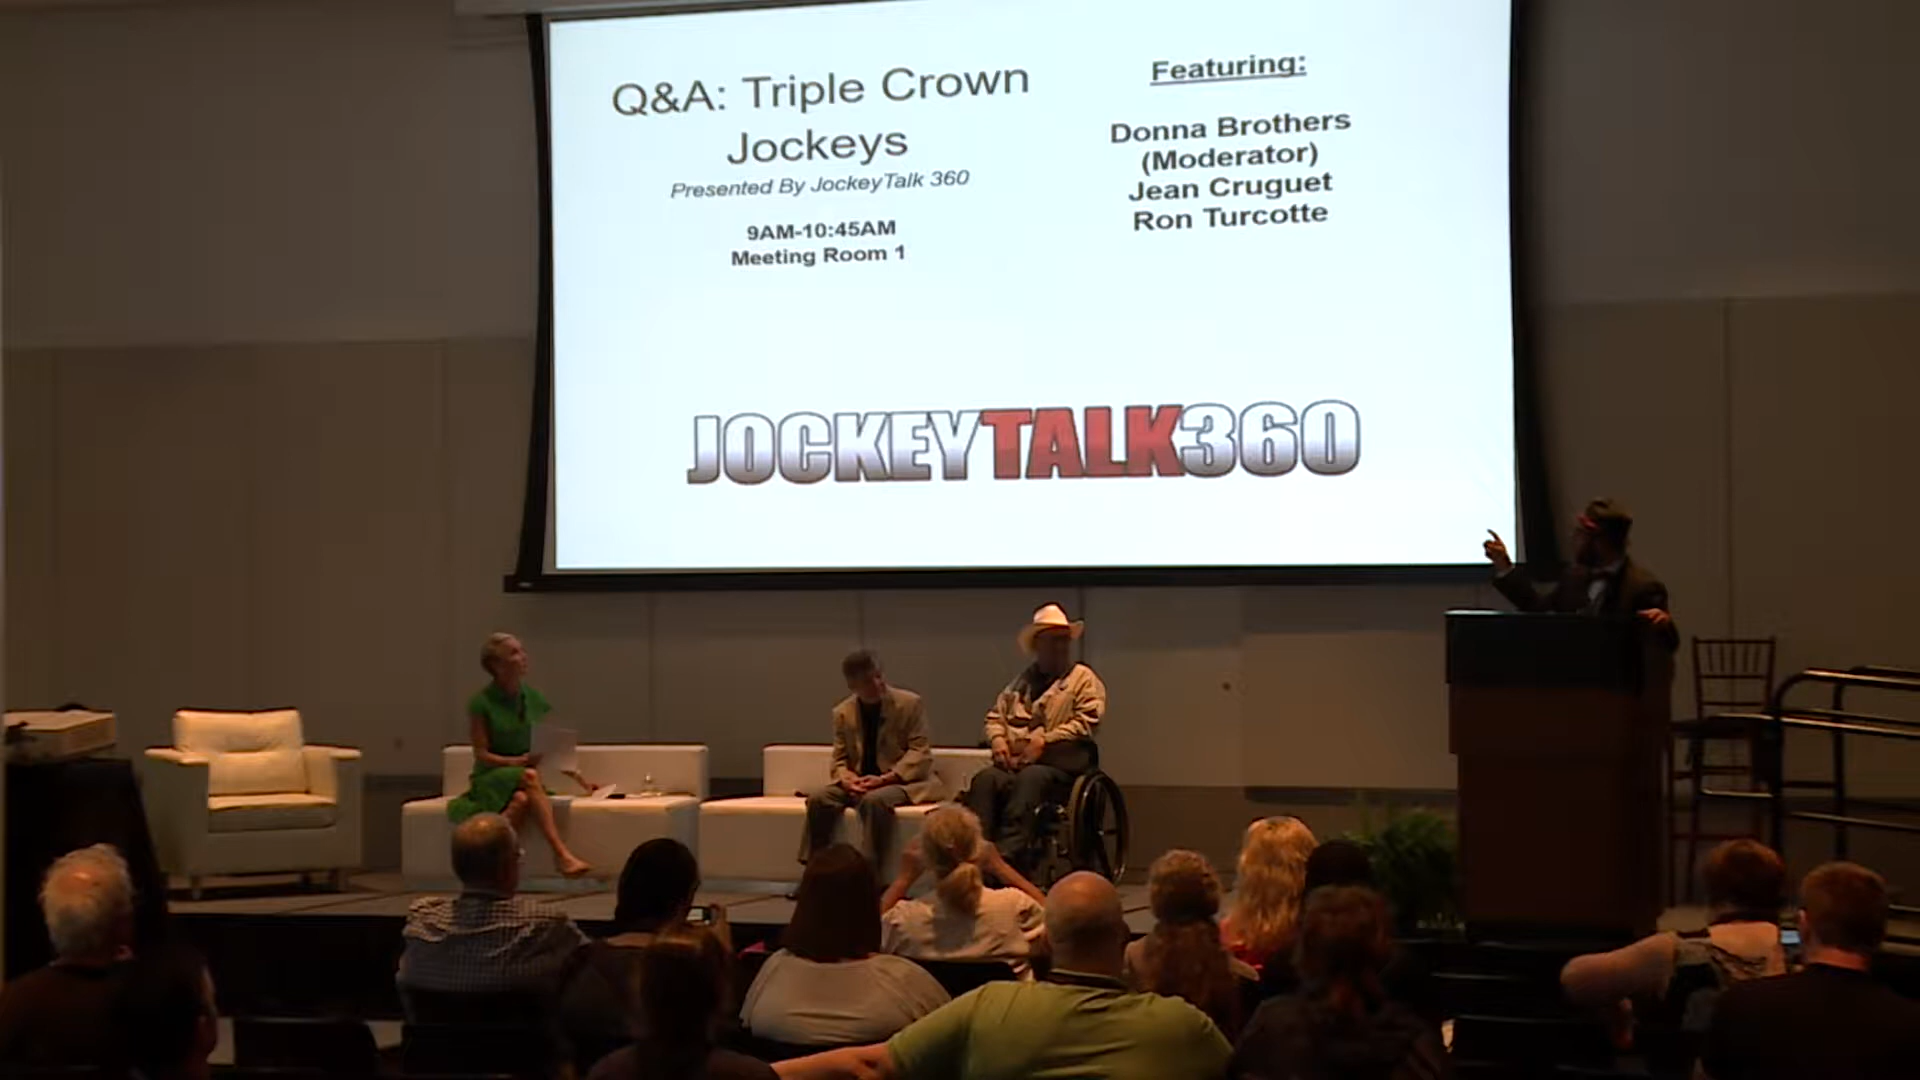 Q&A: Triple Crown
Jockeys
Presented By JockeyTalk 360
9AM-10:45AM
Meeting Room 1
Featuring:
Donna Brothers
(Moderator)
Jean Cruguet
Ron Turcotte
JOCKEYTALK360